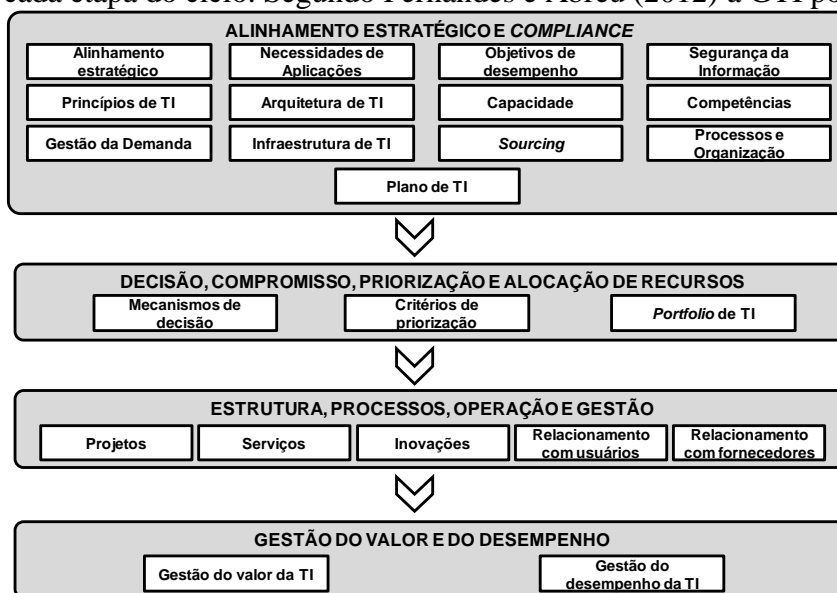 cada etapa do ciclo. Segundo Fernandes e Abreu (2012) a GTI po
ALINHAMENTO ESTRATÉGICO E COMPLIANCE
Alinhamento
estratégico
Necessidades de
Aplicações
Objetivos de
desempenho
Segurança da
Informação
Princípios de TI
Arquitetura de TI
Capacidade
Competências
Gestão da Demanda
Infraestrutura de TI
Sourcing
Processos e
Organização
Plano de TI
DECISÃO, COMPROMISSO, PRIORIZAÇÃO E ALOCAÇÃO DE RECURSOS
Mecanismos de
decisão
Critérios de
priorização
Portfolio de TI
ESTRUTURA, PROCESSOS, OPERAÇÃO E GESTÃO
Projetos
Serviços
Inovações
Relacionamento
com usuários
Relacionamento
com fornecedores
GESTÃO DO VALOR E DO DESEMPENHO
Gestão do valor da TI
Gestão do
desempenho da TI